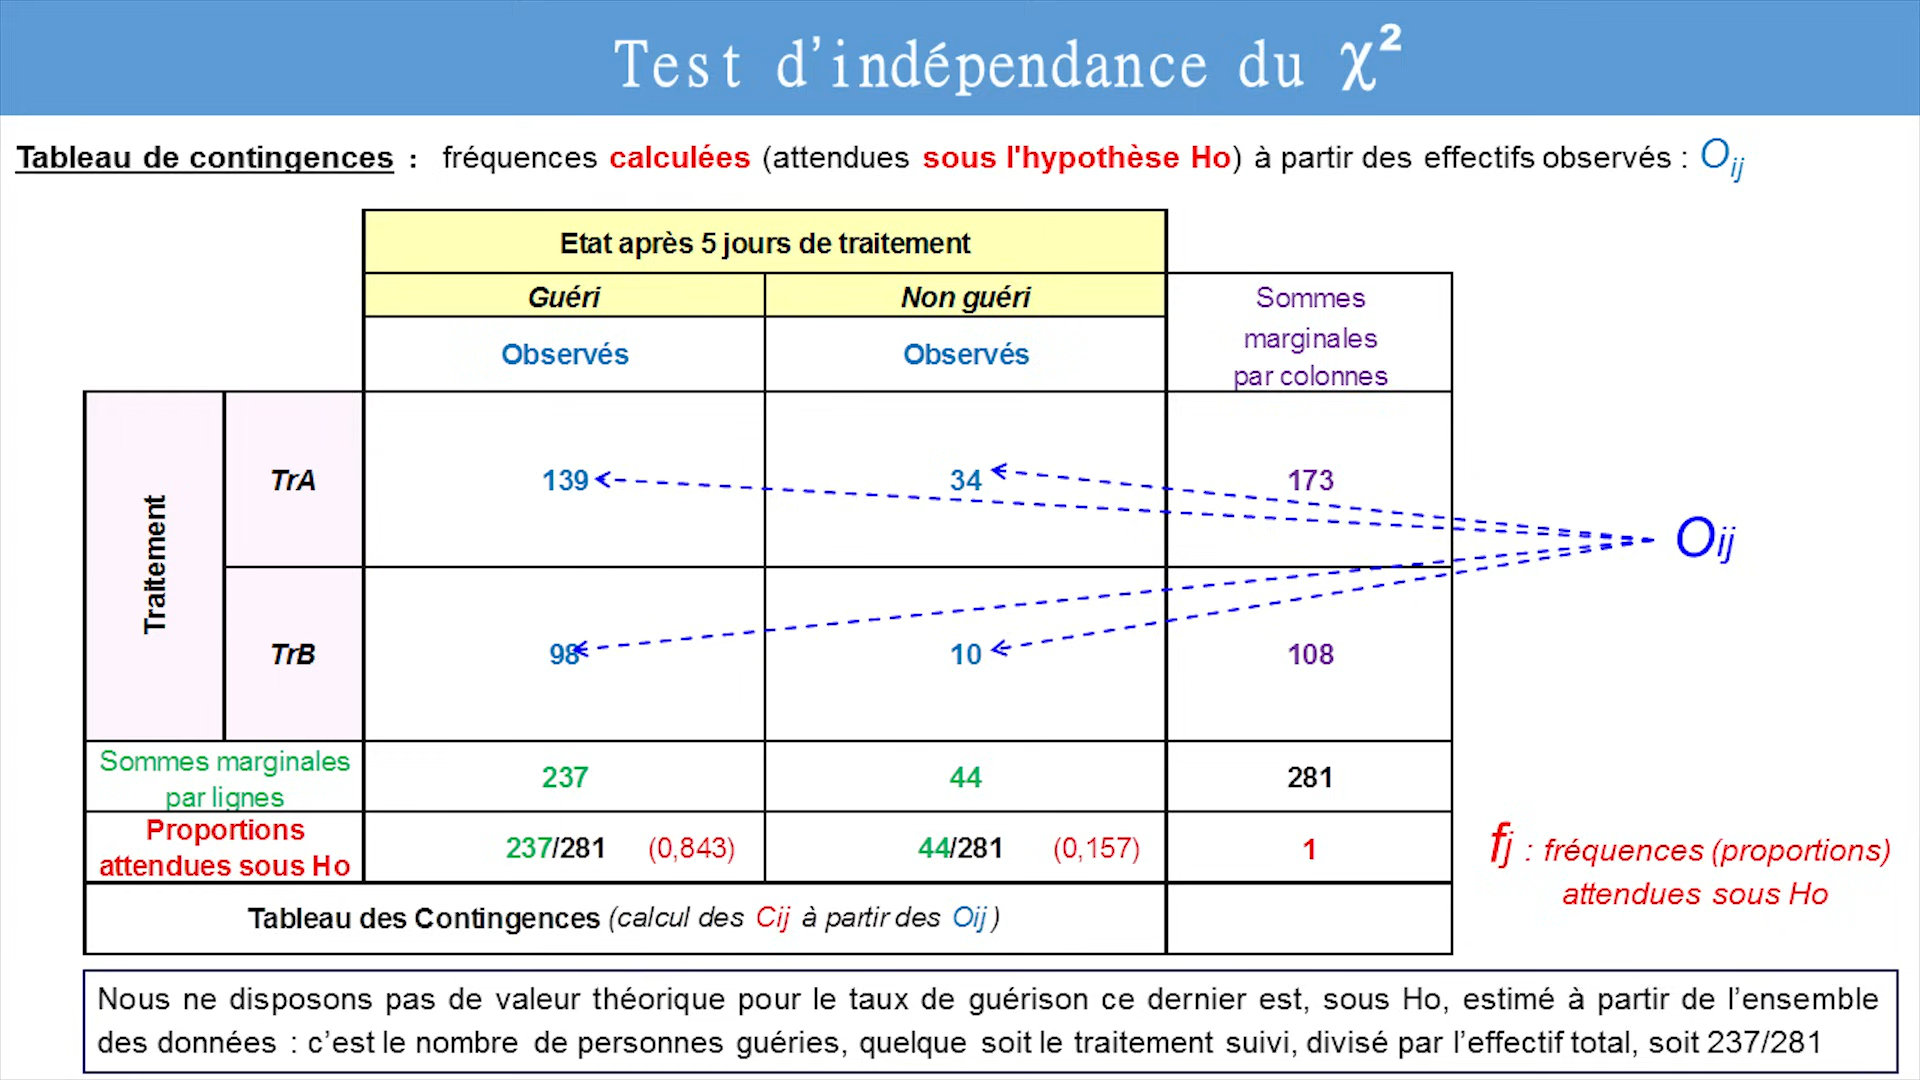 Test d'indépendance du χ²
Tableau de contingences : fréquences calculées (attendues sous l'hypothèse Ho) à partir des effectifs observés : Oij
Etat après 5 jours de traitement
Guéri Non guéri Sommes
marginales
par colonnes
Observés Observés
Traitement
TrA 139 34 173
Oij
TrB 98 10 108
Sommes marginales
par lignes
237 44 281
Proportions
attendues sous Ho
237/281 (0,843) 44/281 (0,157) 1
fj : fréquences (proportions)
attendues sous Ho
Tableau des Contingences (calcul des Cij à partir des Oij)
Nous ne disposons pas de valeur théorique pour le taux de guérison ce dernier est, sous Ho, estimé à partir de l’ensemble
des données : c’est le nombre de personnes guéries, quelque soit le traitement suivi, divisé par l’effectif total, soit 237/281